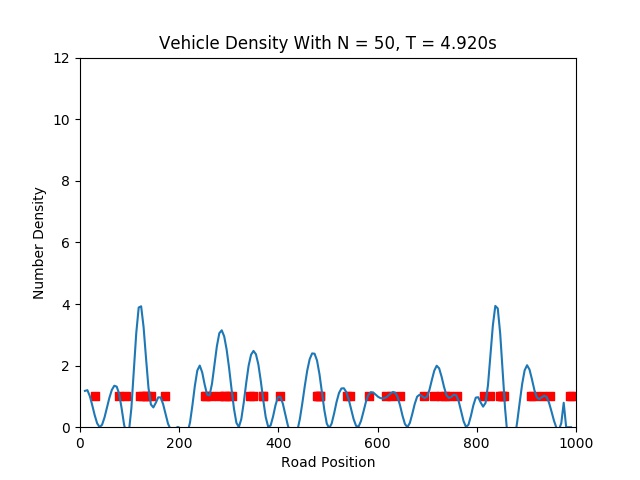 Vehicle Density With N = 50, T = 4.920s
12
10
8
6
4
2
0
Number Density
0 200 400 600 800 1000
Road Position